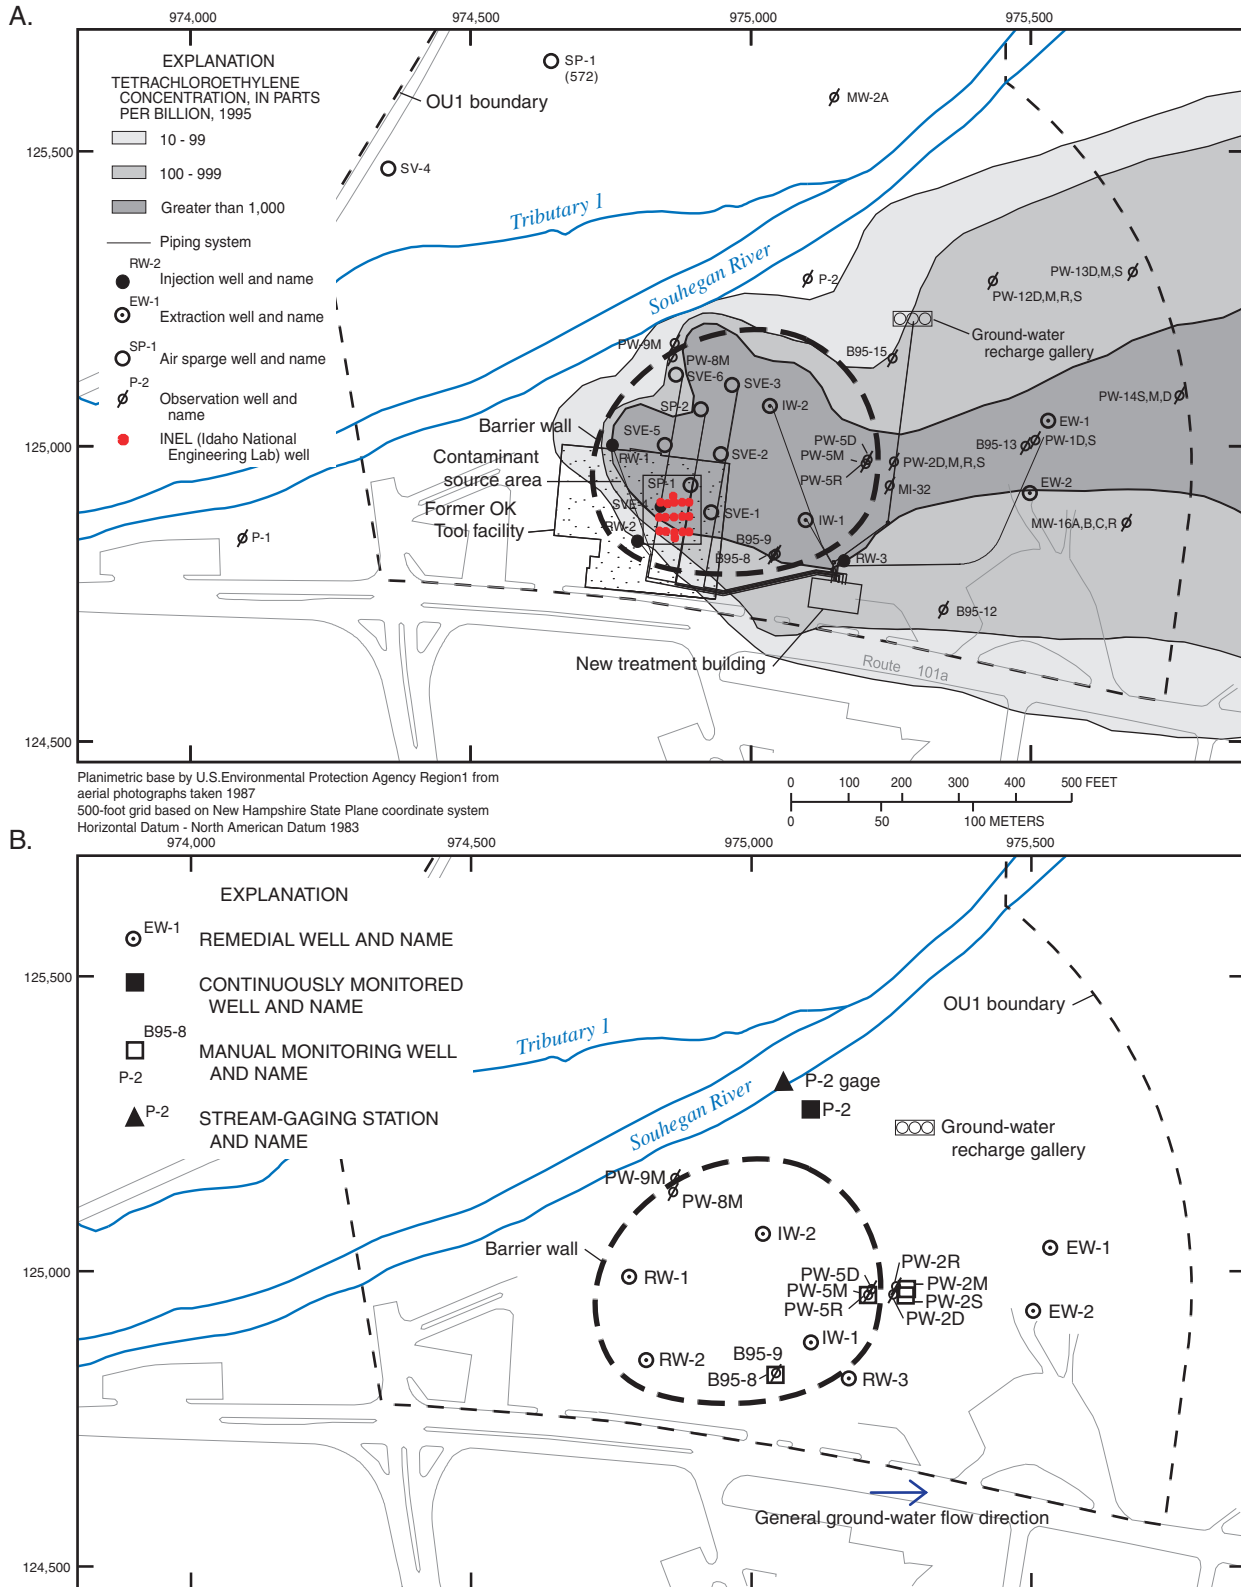 A.
974,000
974,500
975,000
975,500
EXPLANATION
TETRACHLOROETHYLENE
CONCENTRATION, IN PARTS
PER BILLION, 1995
10 - 99
100 - 999
Greater than 1,000
Piping system
RW-2
Injection well and name
EW-1
Extraction well and name
SP-1
Air sparge well and name
P-2
Observation well and
name
INEL (Idaho National
Engineering Lab) well
125,500
125,000
124,500
OU1 boundary
SP-1
(572)
MW-2A
SV-4
Tributary 1
Souhegan River
P-2
PW-13D,M,S
PW-12D,M,R,S
Ground-water
recharge gallery
PW-9M
PW-8M
B95-15
SVE-6
SVE-3
PW-14S,M,D
SP-2
IW-2
Barrier wall
EW-1
SVE-5
PW-5D
PW-1D,S
B95-13
PW-5M
RW-1
SVE-2
PW-2D,M,R,S
Contaminant
source area
PW-5R
SP-1
MI-32
EW-2
SVE-4
Former OK
Tool facility
SVE-1
IW-1
MW-16A,B,C,R
RW-2
P-1
B95-9
B95-8
RW-3
B95-12
New treatment building
Route 101a
Planimetric base by U.S.Environmental Protection Agency Region1 from
aerial photographs taken 1987
500-foot grid based on New Hampshire State Plane coordinate system
Horizontal Datum - North American Datum 1983
0 100 200 300 400 500 FEET
0 50 100 METERS
B.
974,000
974,500
975,000
975,500
EXPLANATION
EW-1
REMEDIAL WELL AND NAME
CONTINUOUSLY MONITORED
WELL AND NAME
B95-8
MANUAL MONITORING WELL
AND NAME
P-2
P-2
STREAM-GAGING STATION
AND NAME
125,500
125,000
124,500
OU1 boundary
Tributary 1
Souhegan River
P-2 gage
P-2
Ground-water
recharge gallery
PW-9M
PW-8M
IW-2
Barrier wall
EW-1
RW-1
PW-2R
PW-5D
PW-2M
PW-5M
PW-2S
PW-5R
PW-2D
EW-2
IW-1
RW-2
B95-9
B95-8
RW-3
General ground-water flow direction